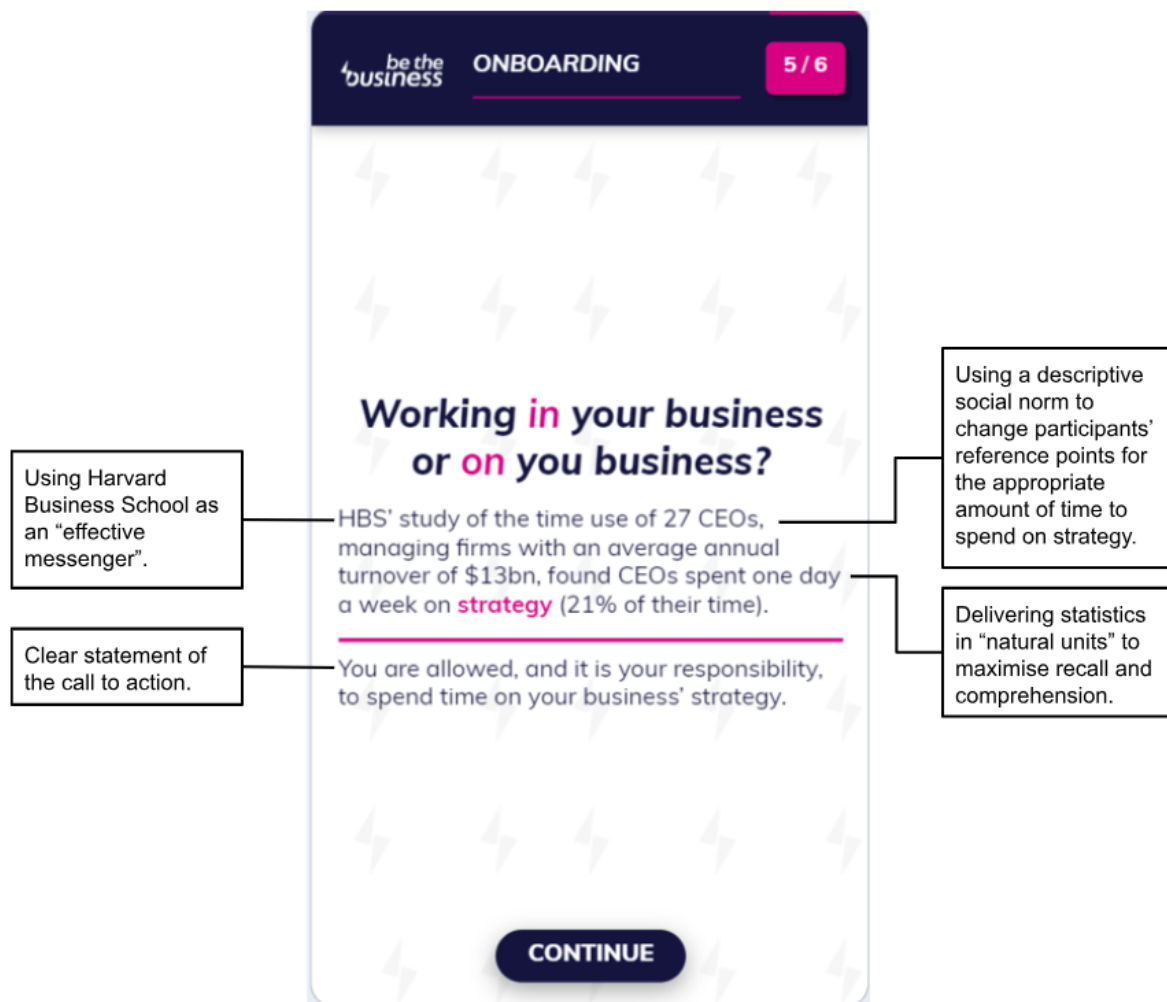 be the
business
ONBOARDING
5 / 6
Working in your business
or on you business?
HBS' study of the time use of 27 CEOs,
managing firms with an average annual
turnover of $13bn, found CEOs spent one day
a week on strategy (21% of their time).
You are allowed, and it is your responsibility,
to spend time on your business' strategy.
CONTINUE
Using Harvard
Business School as
an “effective
messenger”.
Clear statement of
the call to action.
Using a descriptive
social norm to
change participants’
reference points for
the appropriate
amount of time to
spend on strategy.
Delivering statistics
in “natural units” to
maximise recall and
comprehension.